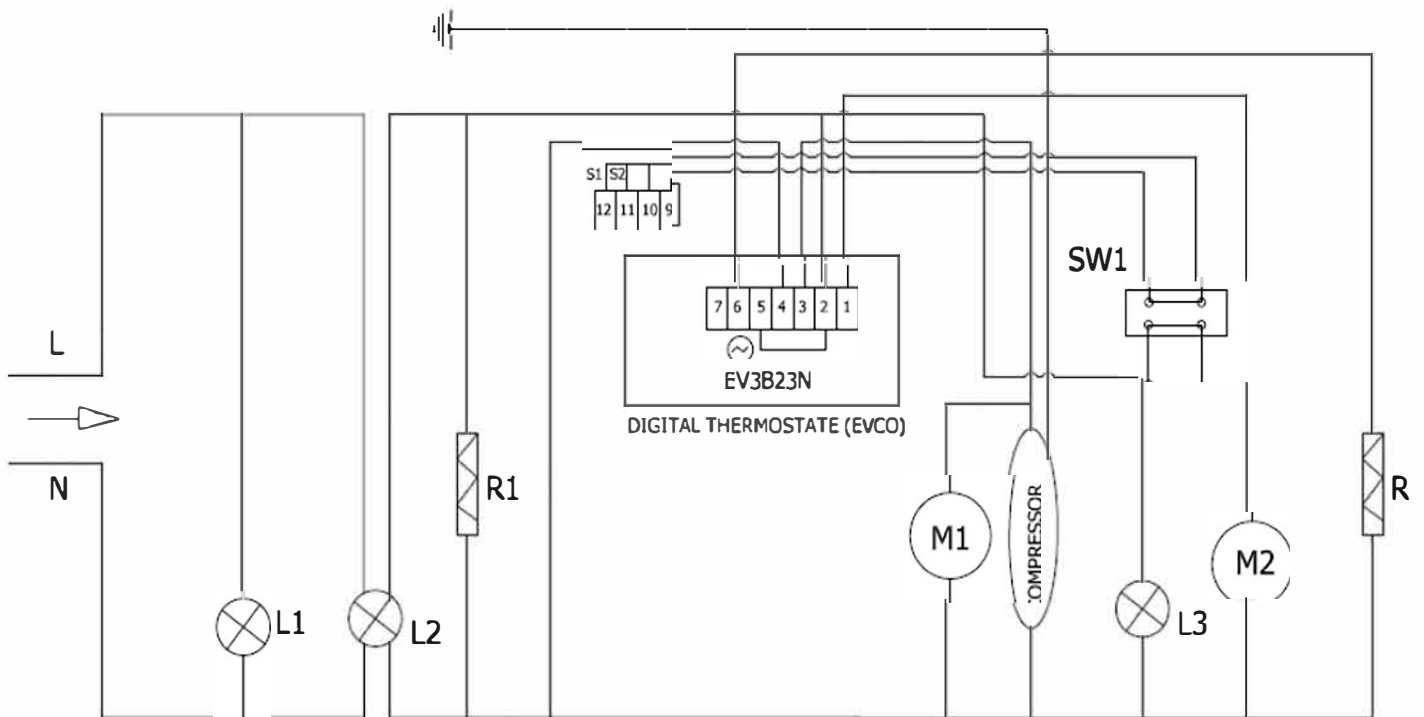 S1 S2
12 11 10 9
SW1
7 6 5 4 3 2 1
L
EV3B23N
DIGITAL THERMOSTATE (EVCO)
N
R1
R
M1
COMPRESSOR
M2
L1
L2
L3